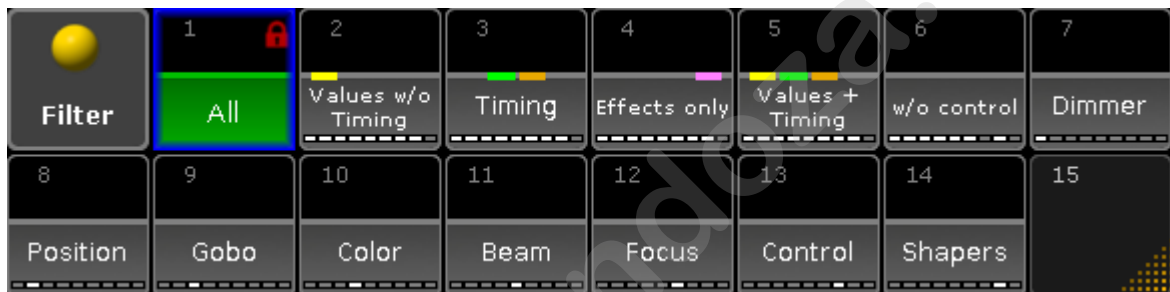 1
2
3
4
5
6
7
Filter
All
Values w/o
Timing
Timing
Effects only
Values +
Timing
w/o control
Dimmer
8
9
10
11
12
13
14
15
Position
Gobo
Color
Beam
Focus
Control
Shapers